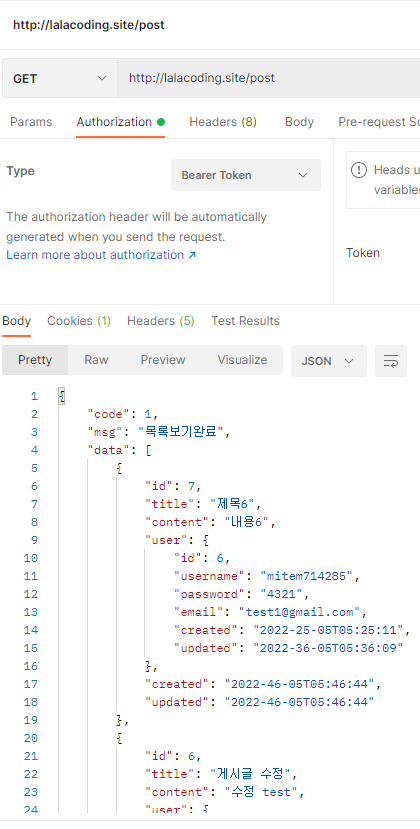 http://lalacoding.site/post
GET http://lalacoding.site/post
Params Authorization Headers (8) Body Pre-request Sc
Type Bearer Token
Heads u
variables
The authorization header will be automatically
generated when you send the request.
Learn more about authorization ↗
Token
Body Cookies (1) Headers (5) Test Results
Pretty Raw Preview Visualize JSON
1 {
2 "code": 1,
3 "msg": "목록보기완료",
4 "data": [
5 {
6 "id": 7,
7 "title": "제목6",
8 "content": "내용6",
9 "user": {
10 "id": 6,
11 "username": "mitem714285",
12 "password": "4321",
13 "email": "test1@gmail.com",
14 "created": "2022-25-05T05:25:11",
15 "updated": "2022-36-05T05:36:09"
16 },
17 "created": "2022-46-05T05:46:44",
18 "updated": "2022-46-05T05:46:44"
19 },
20 {
21 "id": 6,
22 "title": "게시글 수정",
23 "content": "수정 test",
24 "user": {